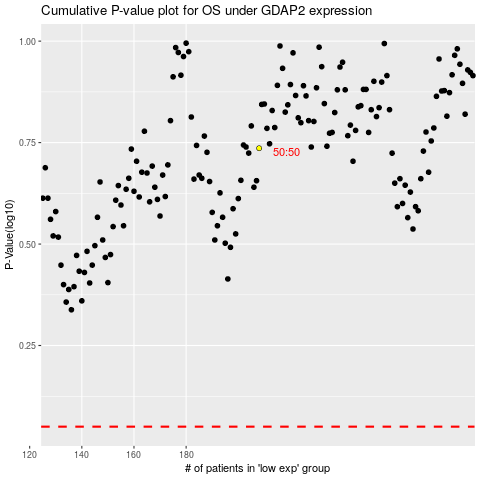 Cumulative P-value plot for OS under GDAP2 expression
P-Value(log10)
1.00
0.75
0.50
0.25
50:50
120 140 160 180
# of patients in 'low exp' group